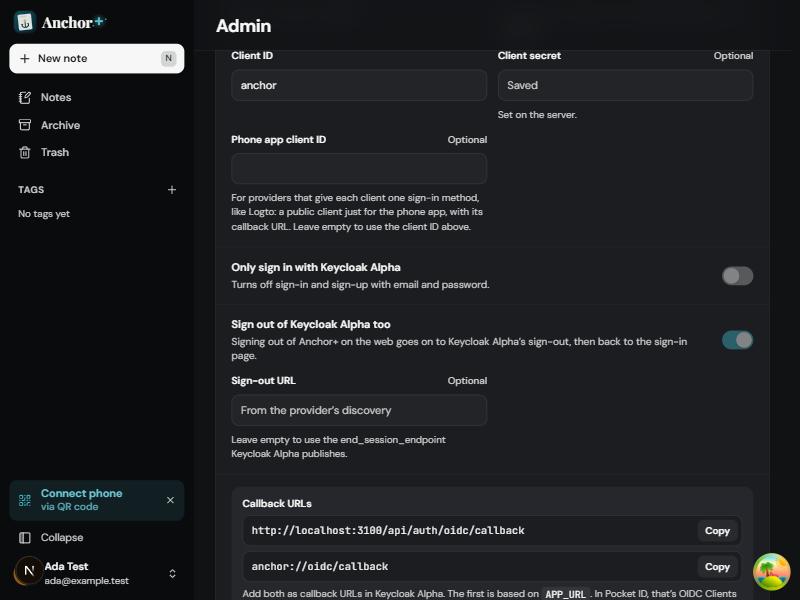 Anchor+
Admin
New note
N
Notes
Archive
Trash
TAGS
No tags yet
Connect phone
via QR code
Collapse
N
Ada Test
ada@example.test
Client ID
anchor
Client secret
Optional
Saved
Set on the server.
Phone app client ID
Optional
For providers that give each client one sign-in method,
like Logto: a public client just for the phone app, with its
callback URL. Leave empty to use the client ID above.
Only sign in with Keycloak Alpha
Turns off sign-in and sign-up with email and password.
Sign out of Keycloak Alpha too
Signing out of Anchor+ on the web goes on to Keycloak Alpha’s sign-out, then back to the sign-in
page.
Sign-out URL
Optional
From the provider’s discovery
Leave empty to use the end_session_endpoint
Keycloak Alpha publishes.
Callback URLs
http://localhost:3100/api/auth/oidc/callback
Copy
anchor://oidc/callback
Copy
Add both as callback URLs in Keycloak Alpha. The first is based on APP_URL. In Pocket ID, that’s OIDC Clients